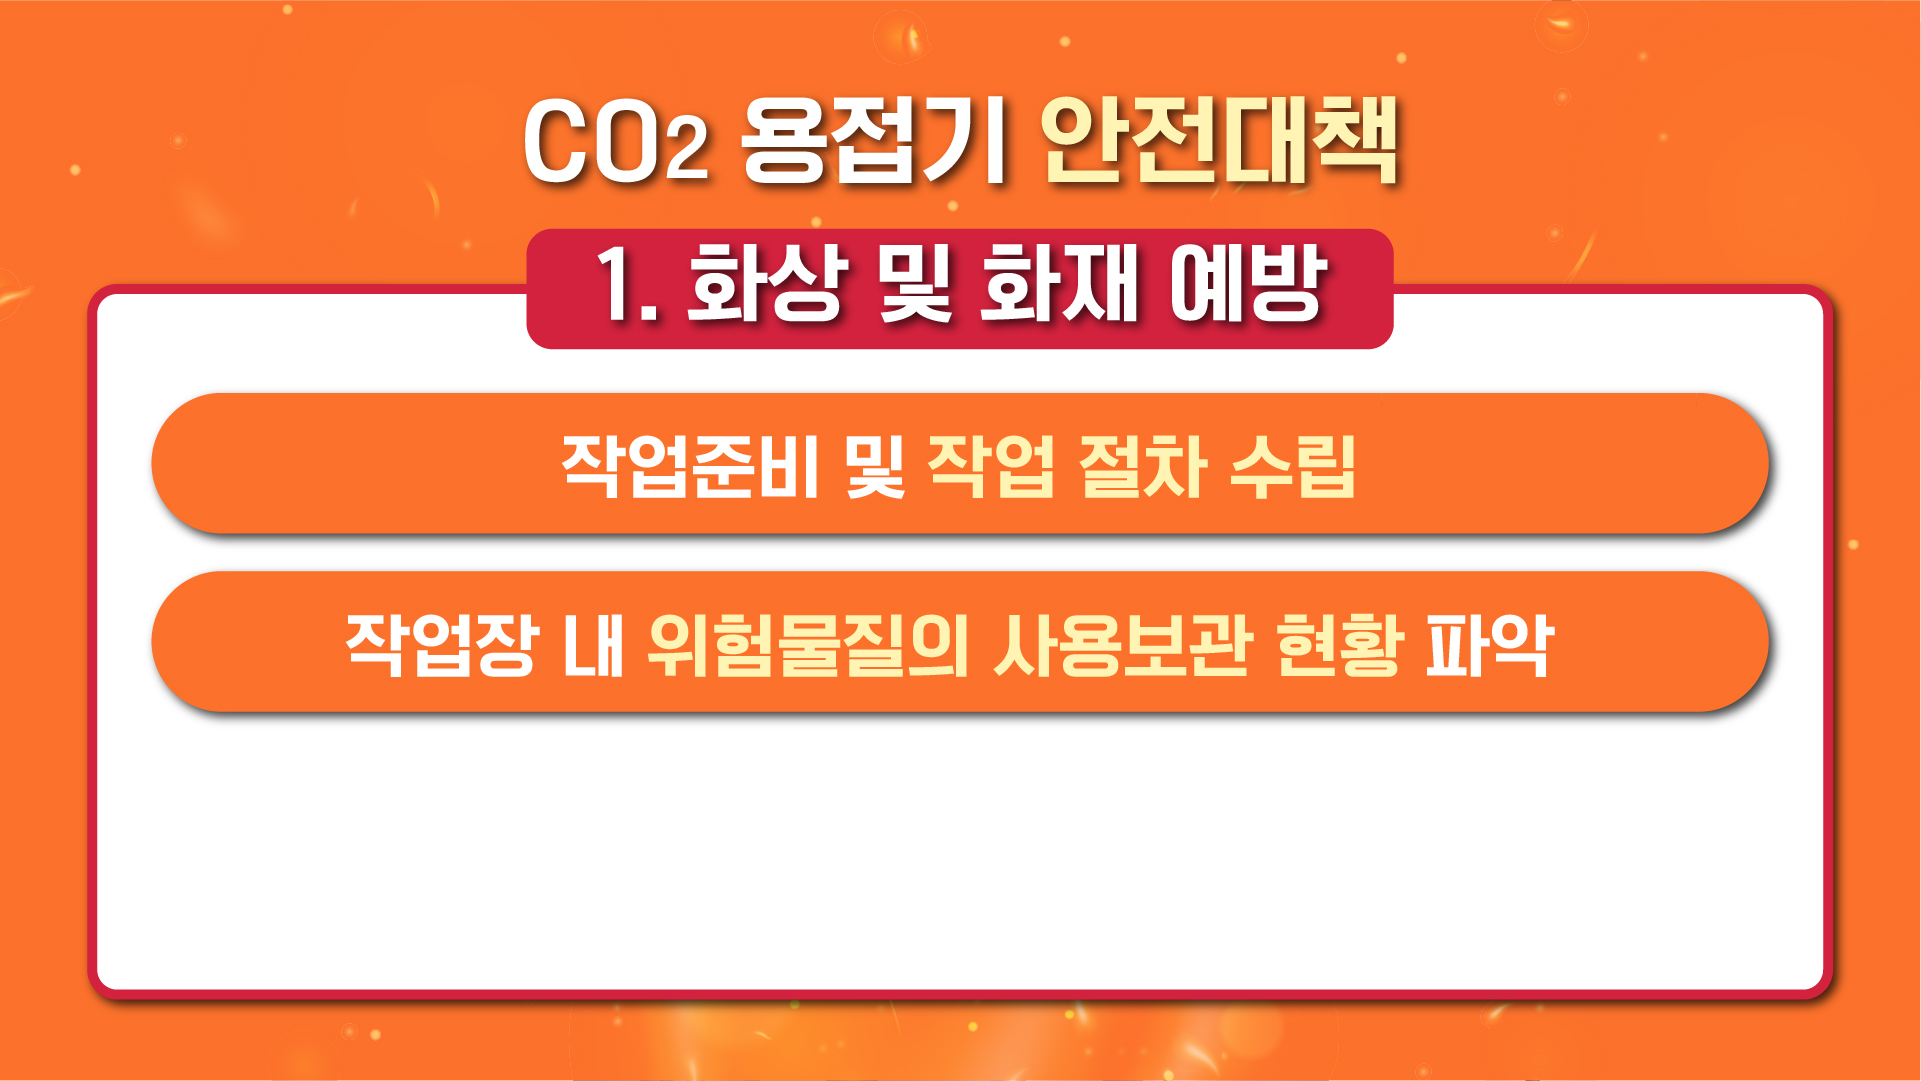 CO2 용접기 안전대책
1. 화상 및 화재 예방
작업준비 및 작업 절차 수립
작업장 내 위험물질의 사용보관 현황 파악